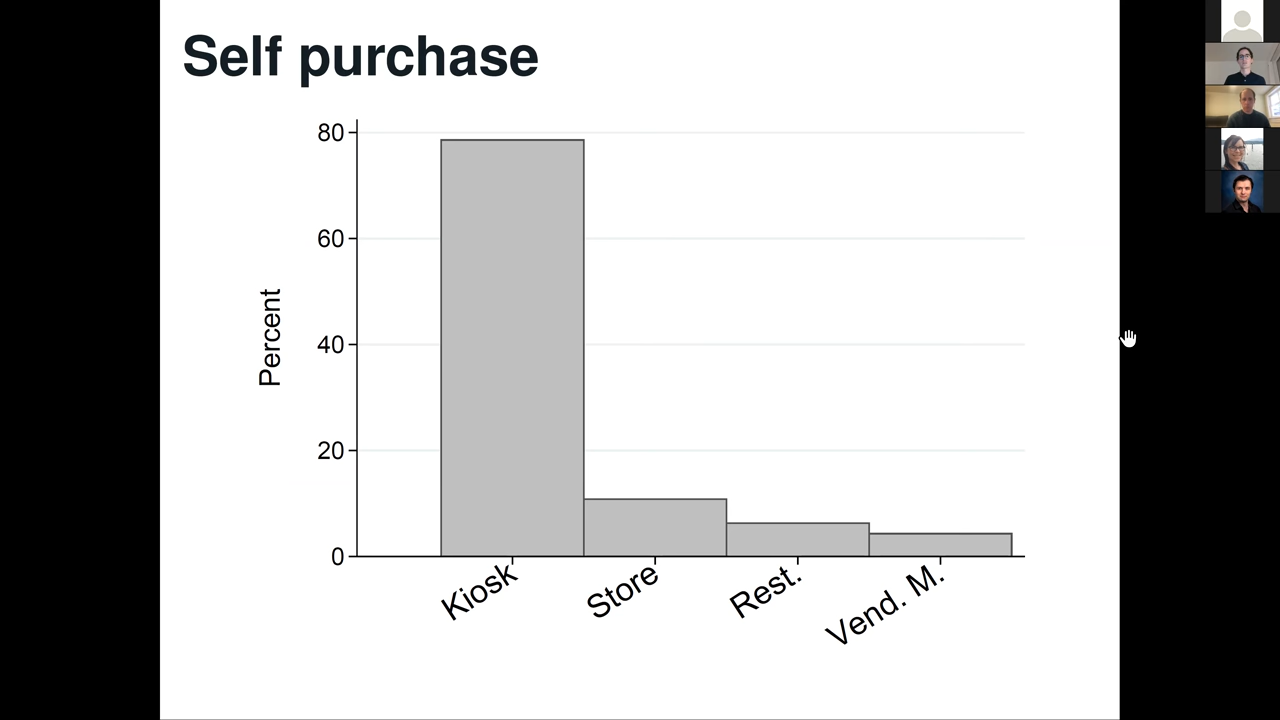 Self purchase
80
60
40
20
0
Percent
Kiosk
Store
Rest.
Vend. M.